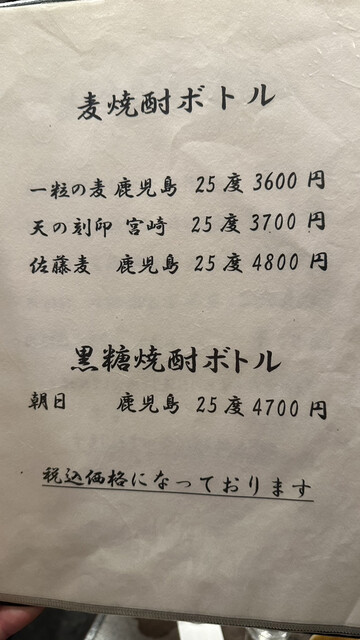 麦焼酎ボトル
一粒の麦 鹿児島 25度 3600円
天の刻印 宮崎 25度 3700円
佐藤麦 鹿児島 25度 4800円
黒糖焼酎ボトル
朝日 鹿児島 25度 4700円
税込価格になっております